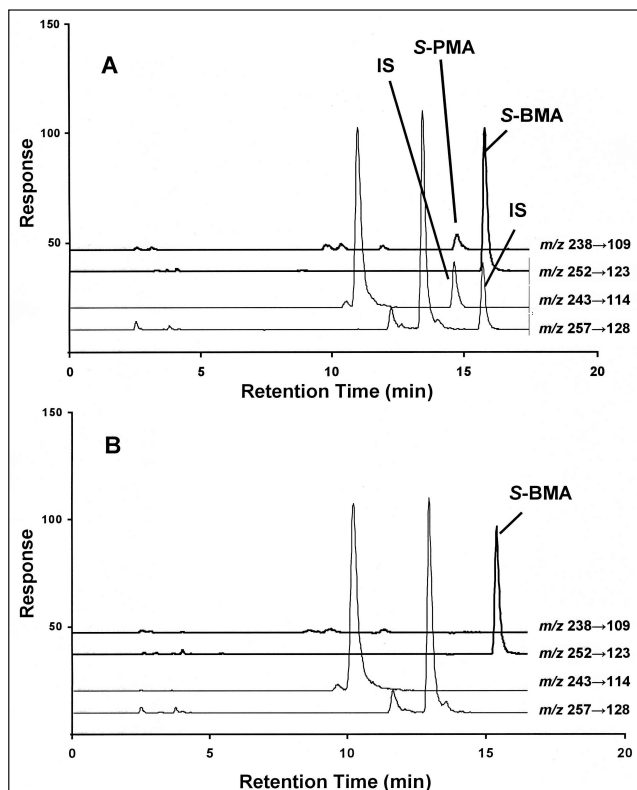 A
IS
S-PMA
S-BMA
IS
Response
150
100
50
0
m/z 238→109
m/z 252→123
m/z 243→114
m/z 257→128
0 5 10 15 20
Retention Time (min)
B
S-BMA
Response
150
100
50
0
m/z 238→109
m/z 252→123
m/z 243→114
m/z 257→128
0 5 10 15 20
Retention Time (min)